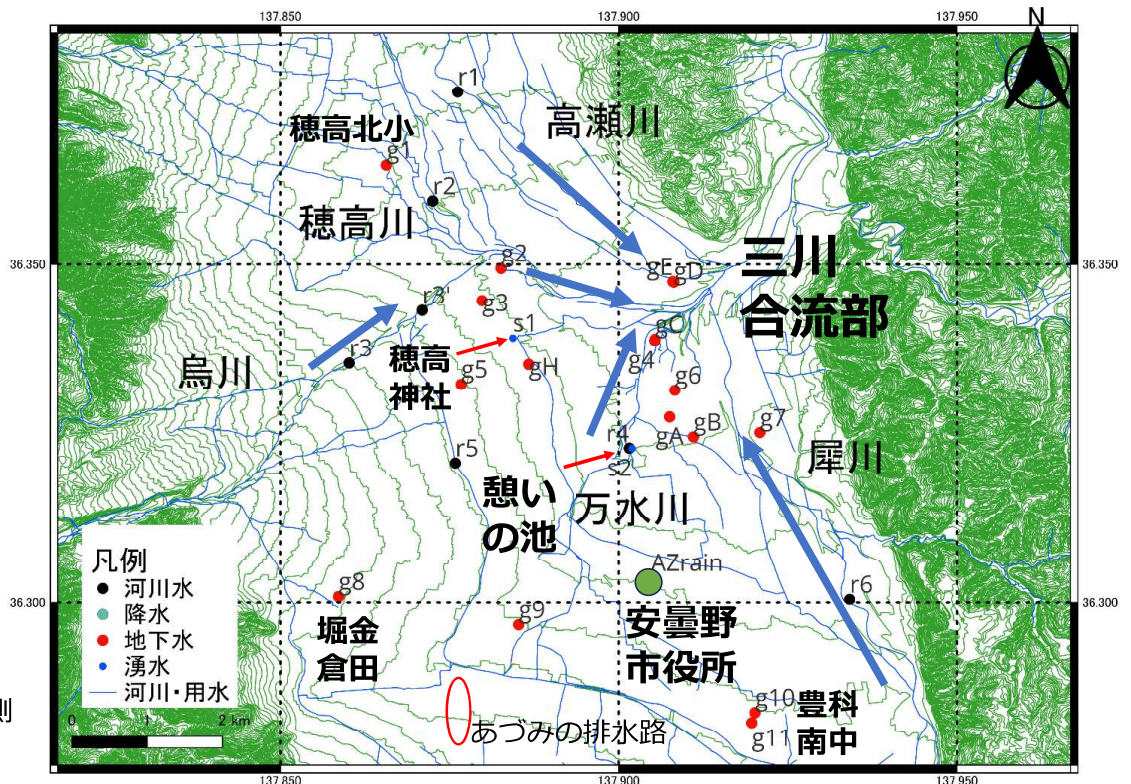 137.850
137.900
137.950
N
r1
高瀬川
穂高北小
g1
r2
穂高川
36.350
g2
gE
gD
36.350
三川
合流部
r3'
g3
s1
gC
r3
烏川
穂高
神社
g5
gH
g4
g6
r4
gA
gB
g7
犀川
r5
s2
憩い
の池
万水川
AZrain
r6
36.300
g8
36.300
凡例
河川水
降水
地下水
湧水
河川・用水
0
1
2 km
堀金
倉田
g9
安曇野
市役所
g10
豊科
南中
g11
あづみの排水路
則
137.850
137.900
137.950